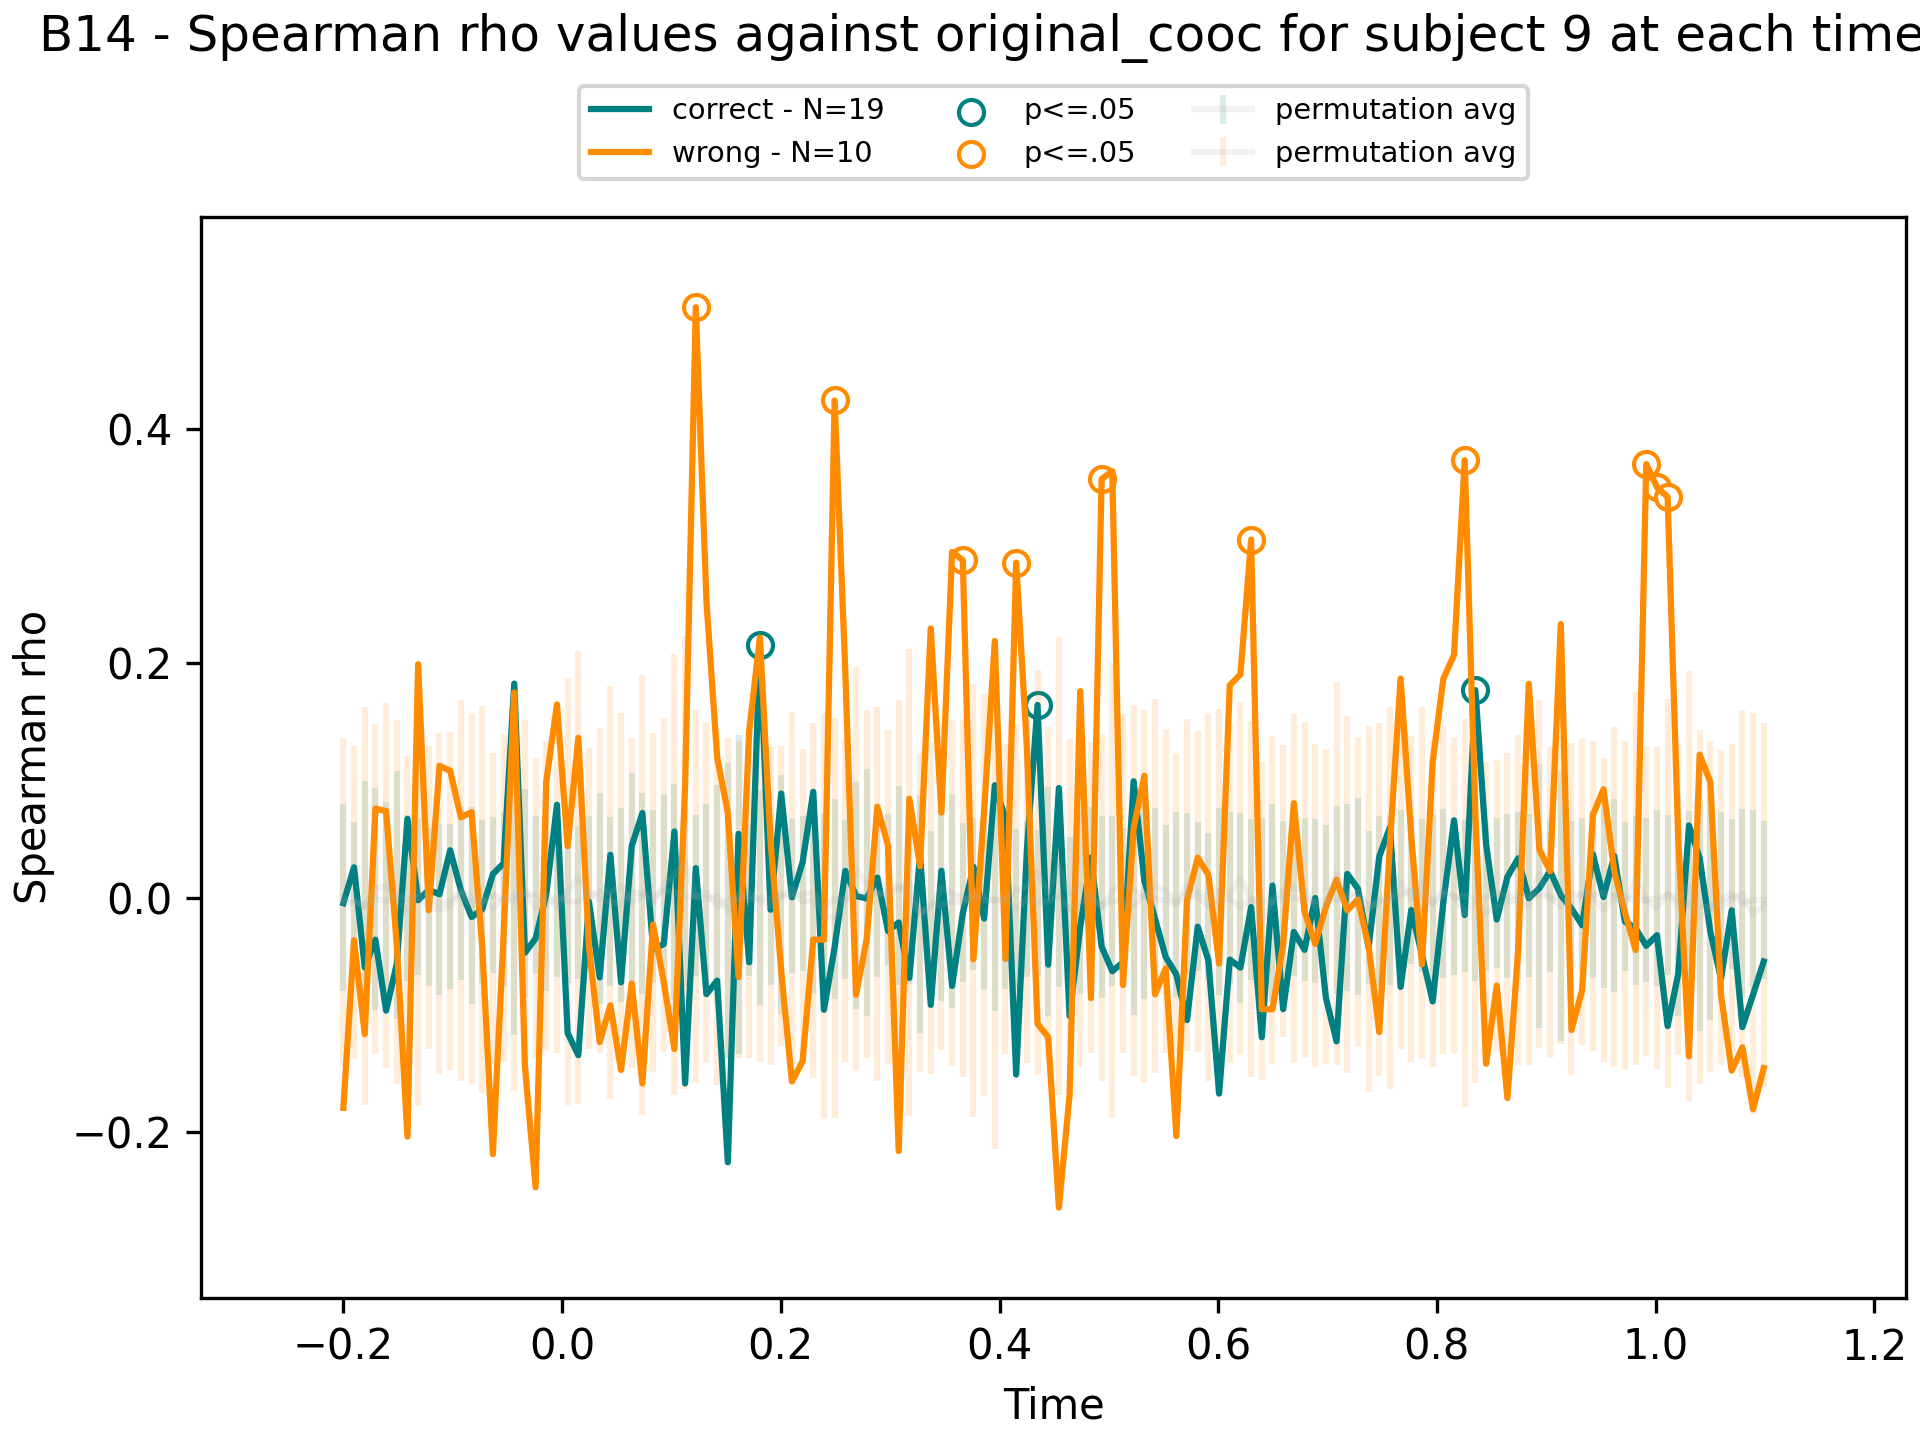 B14 - Spearman rho values against original_cooc for subject 9 at each time
correct - N=19
wrong - N=10
p<=.05
p<=.05
permutation avg
permutation avg
Spearman rho
0.4
0.2
0.0
−0.2
−0.2
0.0
0.2
0.4
0.6
0.8
1.0
1.2
Time